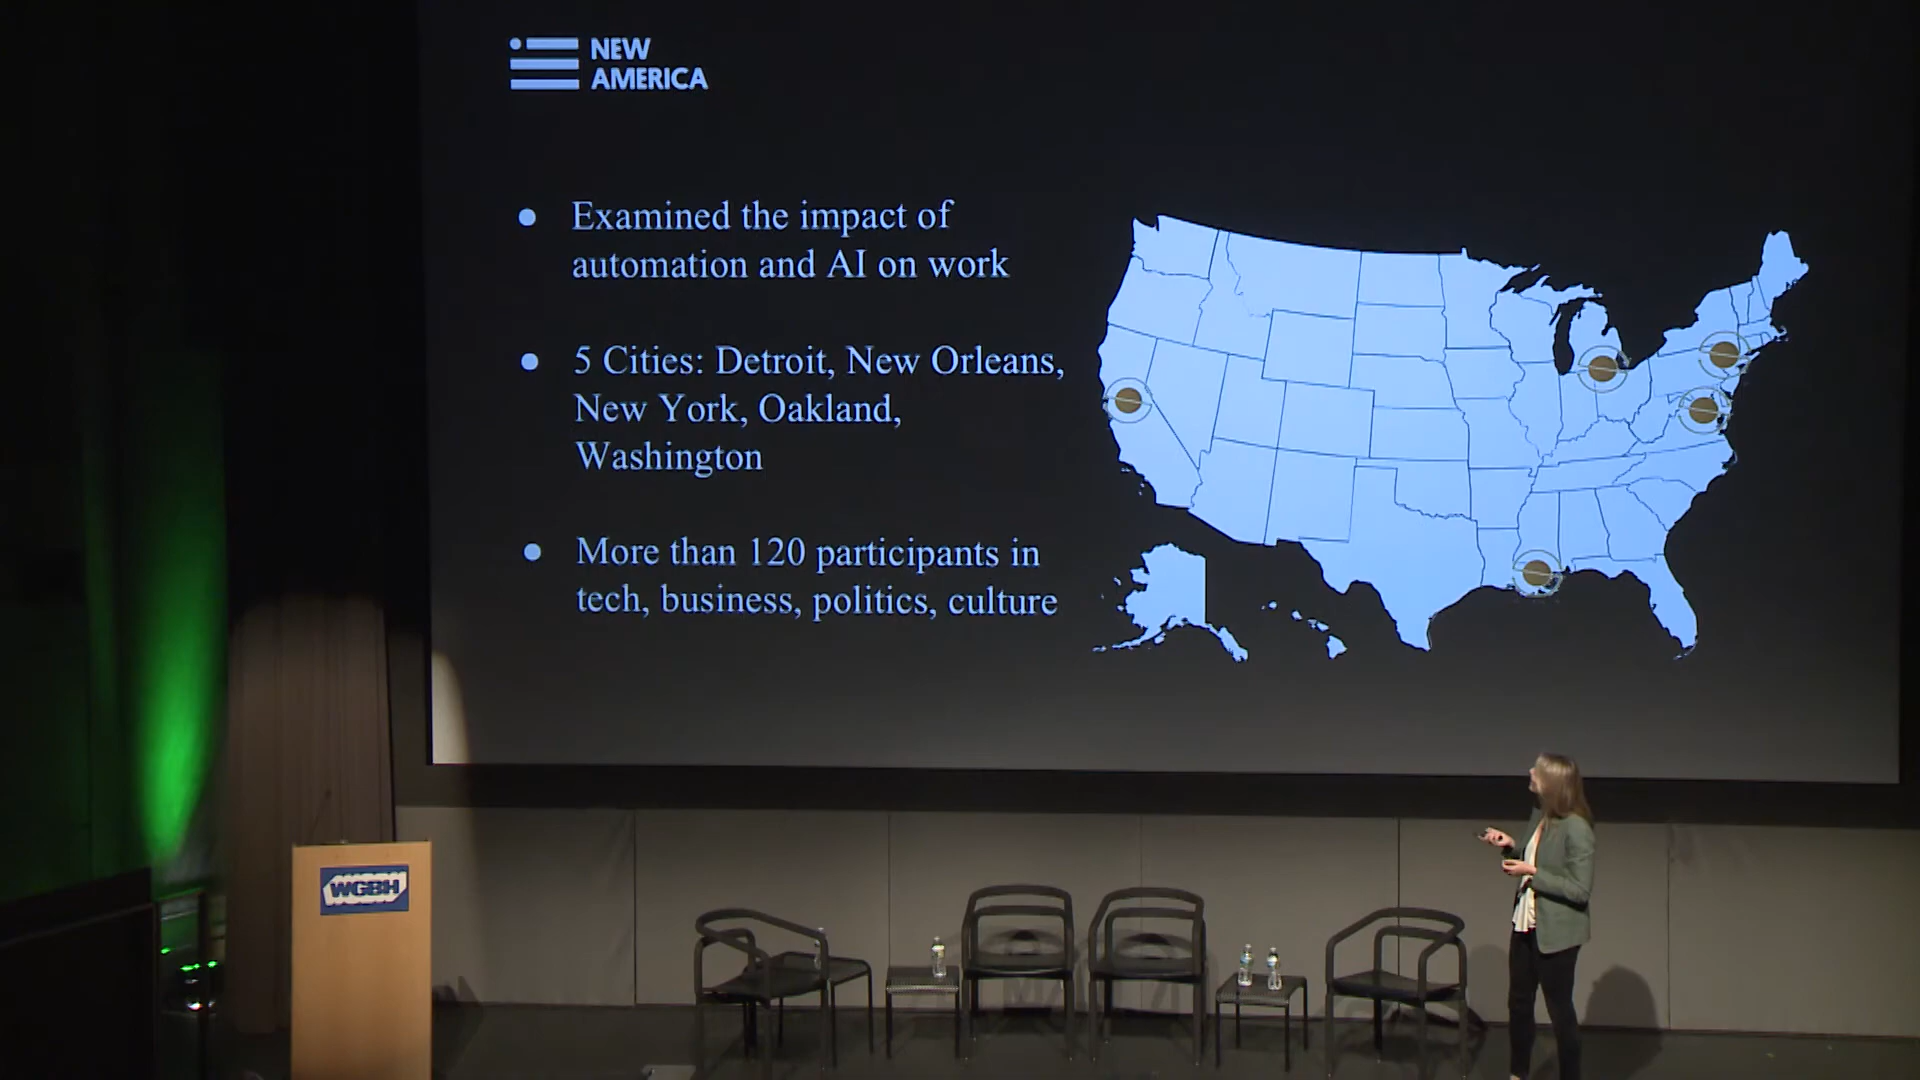 NEW
AMERICA
• Examined the impact of
automation and AI on work
• 5 Cities: Detroit, New Orleans,
New York, Oakland,
Washington
• More than 120 participants in
tech, business, politics, culture
WGBH